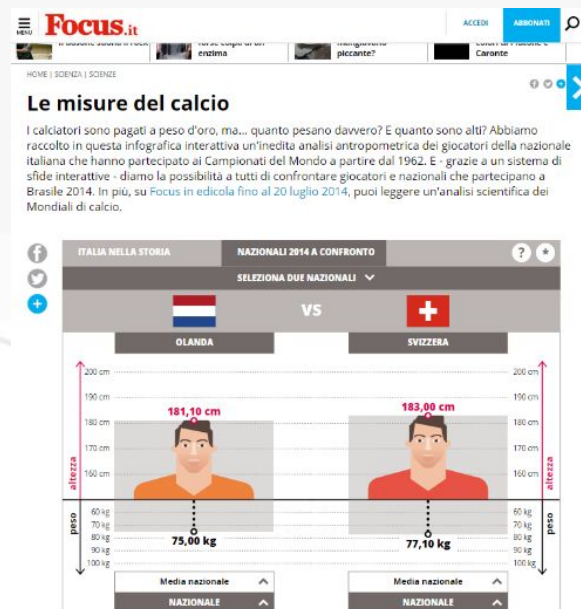 MENU
Focus.it
ACCEDI
ABBONATI
enzima
piccante?
Caronte
HOME | SCIENZA | SCIENZE
Le misure del calcio
I calciatori sono pagati a peso d'oro, ma... quanto pesano davvero? E quanto sono alti? Abbiamo
raccolto in questa infografica interattiva un'inedita analisi antropometrica dei giocatori della nazionale
italiana che hanno partecipato ai Campionati del Mondo a partire dal 1962. E - grazie a un sistema di
sfide interattive - diamo la possibilità a tutti di confrontare giocatori e nazionali che partecipano a
Brasile 2014. In più, su Focus in edicola fino al 20 luglio 2014, puoi leggere un'analisi scientifica dei
Mondiali di calcio.
ITALIA NELLA STORIA
NAZIONALI 2014 A CONFRONTO
? *
SELEZIONA DUE NAZIONALI
VS
OLANDA
SVIZZERA
200 cm
200 cm
190 cm
190 cm
181,10 cm
183,00 cm
180 cm
180 cm
170 cm
170 cm
160 cm
160 cm
altezza
altezza
peso
peso
60 kg
60 kg
70 kg
70 kg
80 kg
80 kg
75,00 kg
77,10 kg
90 kg
90 kg
100 kg
100 kg
Media nazionale
Media nazionale
NAZIONALE
NAZIONALE